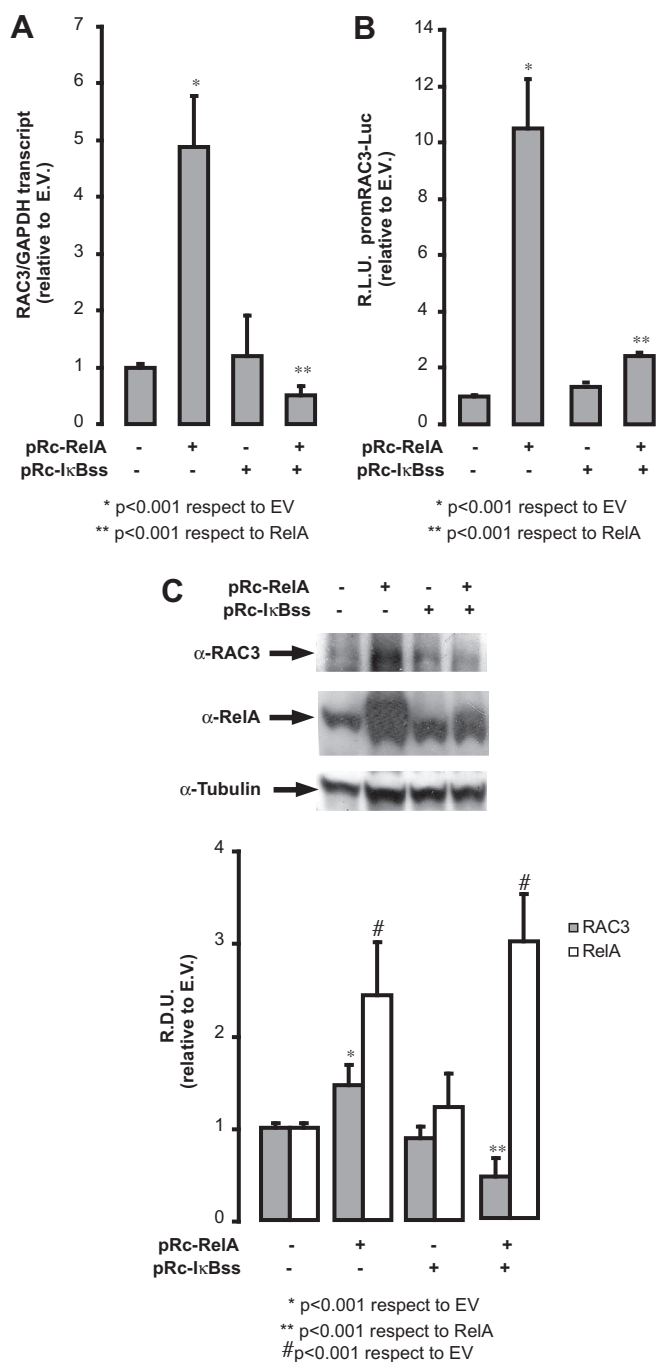 A
RAC3/GAPDH transcript
(relative to E.V.)
7
6
5
4
3
2
1
0
*
**
pRc-RelA - + - +
pRc-IκBss - - + +
* p<0.001 respect to EV
** p<0.001 respect to RelA
B
R.L.U. promRAC3-Luc
(relative to E.V.)
14
12
10
8
6
4
2
0
*
**
pRc-RelA - + - +
pRc-IκBss - - + +
* p<0.001 respect to EV
** p<0.001 respect to RelA
C
pRc-RelA - + - +
pRc-IκBss - - + +
α-RAC3
α-RelA
α-Tubulin
R.D.U.
(relative to E.V.)
4
3
2
1
0
*
#
**
#
RAC3
RelA
pRc-RelA - + - +
pRc-IκBss - - + +
* p<0.001 respect to EV
** p<0.001 respect to RelA
#p<0.001 respect to EV